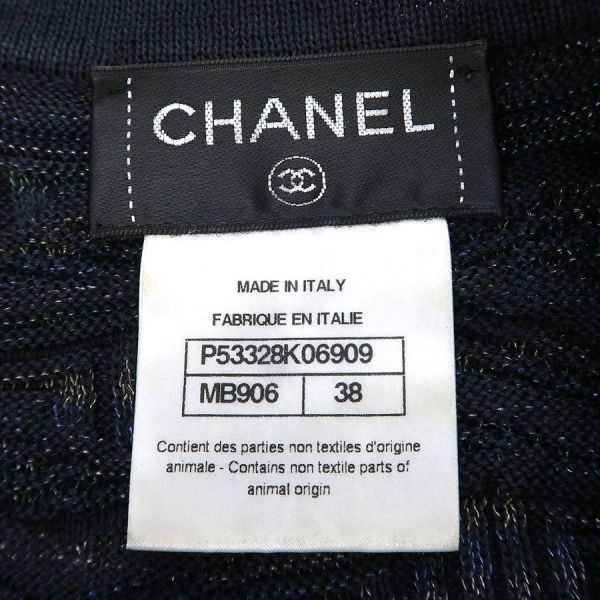 CHANEL
MADE IN ITALY
FABRIQUE EN ITALIE
P53328K06909
MB906 38
Contient des parties non textiles d'origine
animale - Contains non textile parts of
animal origin